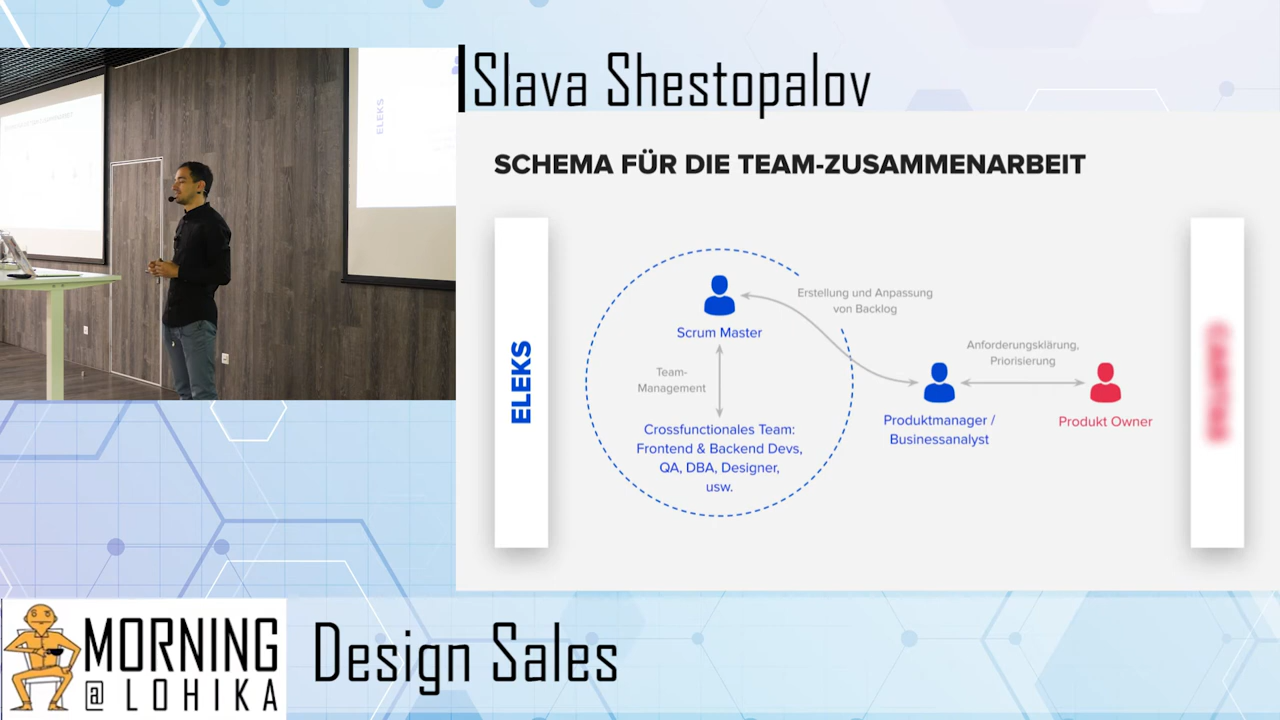 Slava Shestopalov
SCHEMA FÜR DIE TEAM-ZUSAMMENARBEIT
ELEKS
ELEKS
Scrum Master
Erstellung und Anpassung
von Backlog
Team-
Management
Anforderungsklärung,
Priorisierung
Crossfunctionales Team:
Frontend & Backend Devs,
QA, DBA, Designer,
usw.
Produktmanager /
Businessanalyst
Produkt Owner
MORNING
@ LOHIKA
Design Sales